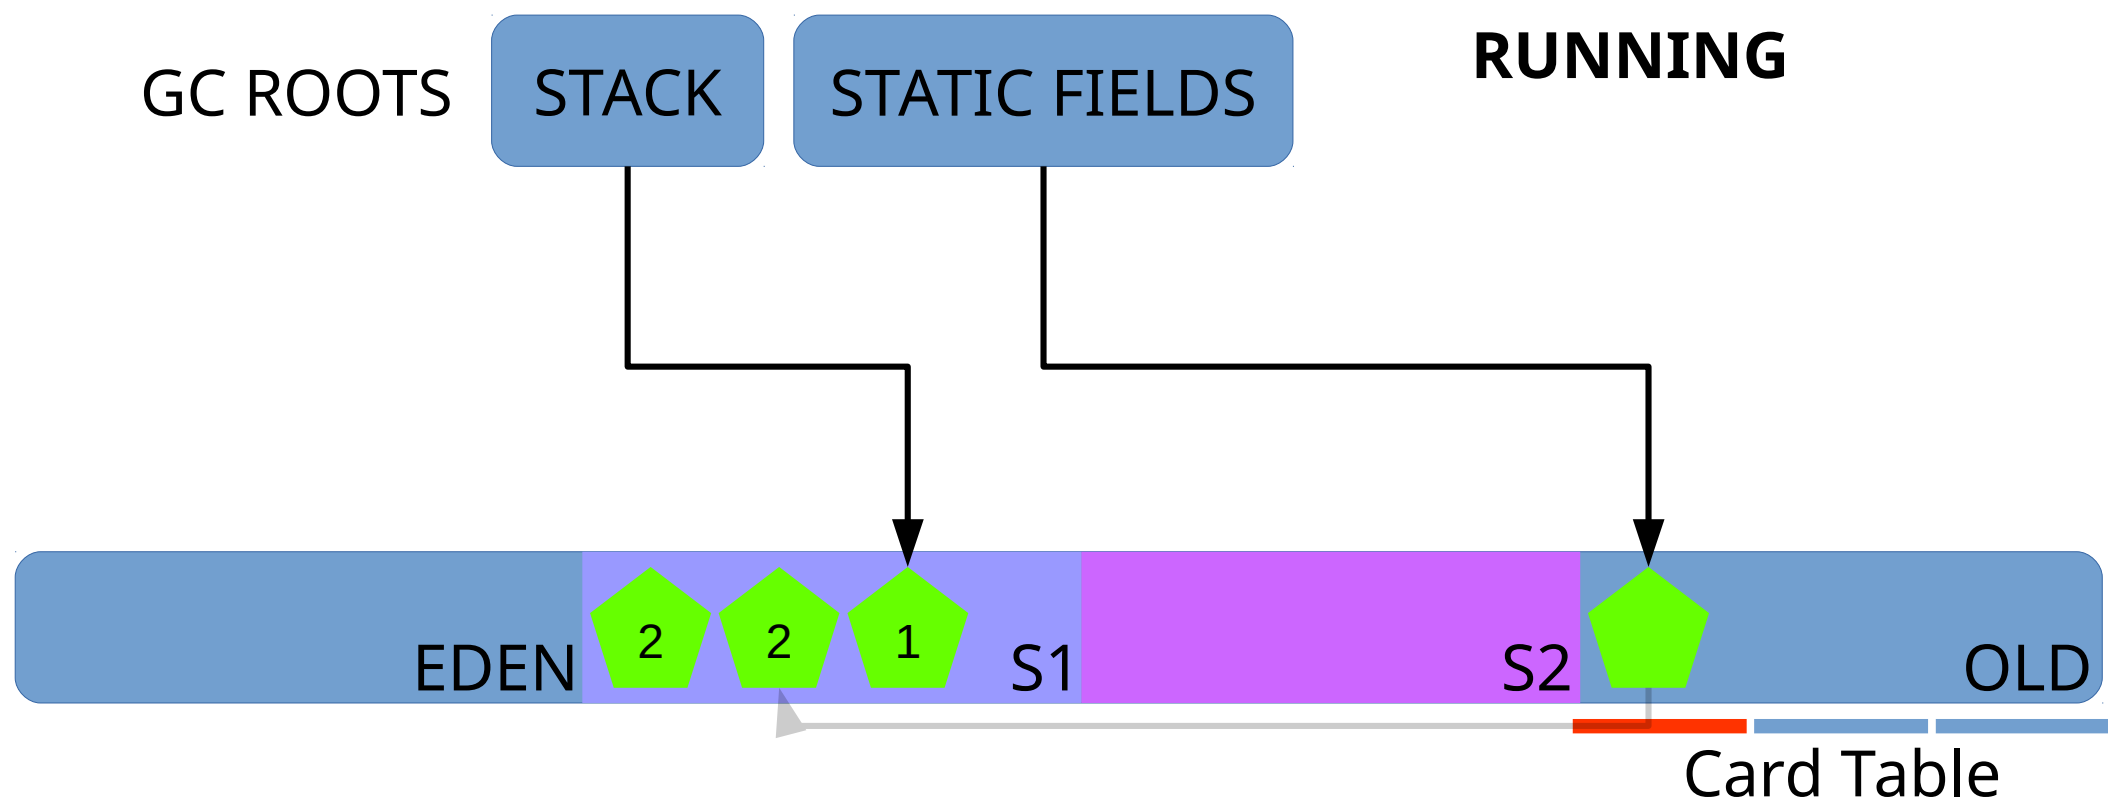 GC ROOTS
STACK
STATIC FIELDS
RUNNING
EDEN
2
2
1
S1
S2
OLD
Card Table